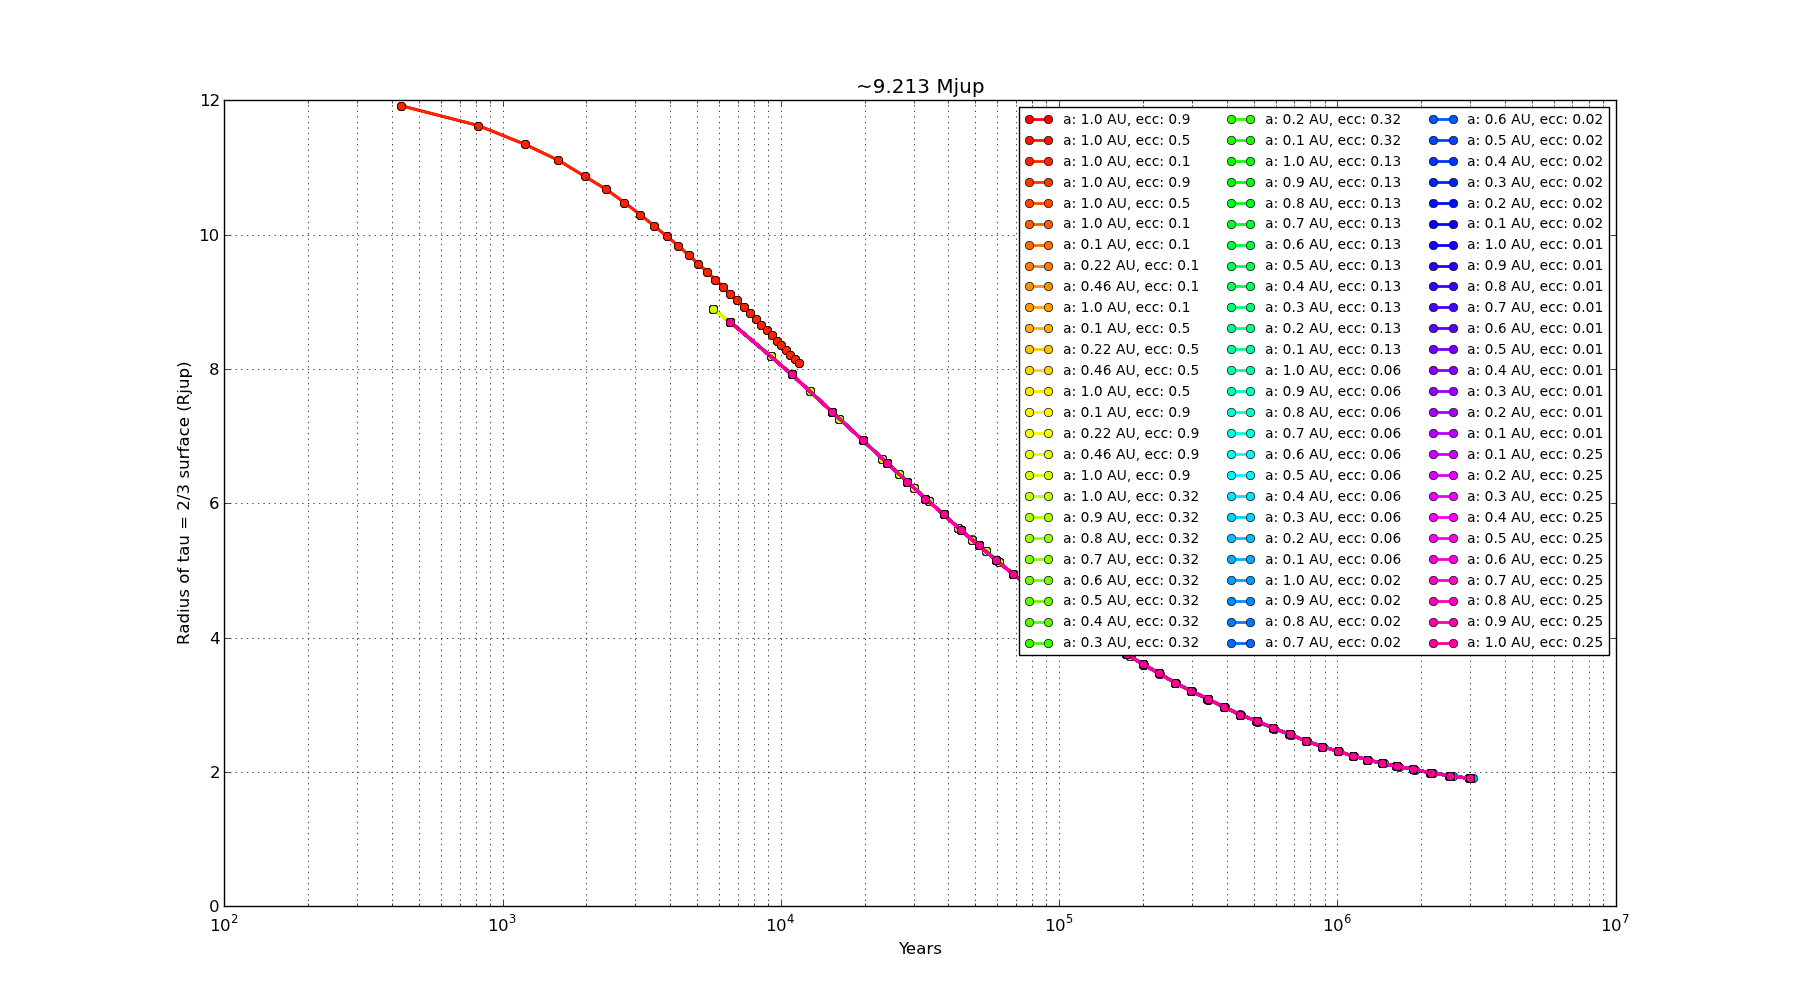 ~9.213 Mjup
12
10
8
6
4
2
0
Radius of tau = 2/3 surface (Rjup)
a: 1.0 AU, ecc: 0.9
a: 1.0 AU, ecc: 0.5
a: 1.0 AU, ecc: 0.1
a: 1.0 AU, ecc: 0.9
a: 1.0 AU, ecc: 0.5
a: 1.0 AU, ecc: 0.1
a: 0.1 AU, ecc: 0.1
a: 0.22 AU, ecc: 0.1
a: 0.46 AU, ecc: 0.1
a: 1.0 AU, ecc: 0.1
a: 0.1 AU, ecc: 0.5
a: 0.22 AU, ecc: 0.5
a: 0.46 AU, ecc: 0.5
a: 1.0 AU, ecc: 0.5
a: 0.1 AU, ecc: 0.9
a: 0.22 AU, ecc: 0.9
a: 0.46 AU, ecc: 0.9
a: 1.0 AU, ecc: 0.9
a: 1.0 AU, ecc: 0.32
a: 0.9 AU, ecc: 0.32
a: 0.8 AU, ecc: 0.32
a: 0.7 AU, ecc: 0.32
a: 0.6 AU, ecc: 0.32
a: 0.5 AU, ecc: 0.32
a: 0.4 AU, ecc: 0.32
a: 0.3 AU, ecc: 0.32
a: 0.2 AU, ecc: 0.32
a: 0.1 AU, ecc: 0.32
a: 1.0 AU, ecc: 0.13
a: 0.9 AU, ecc: 0.13
a: 0.8 AU, ecc: 0.13
a: 0.7 AU, ecc: 0.13
a: 0.6 AU, ecc: 0.13
a: 0.5 AU, ecc: 0.13
a: 0.4 AU, ecc: 0.13
a: 0.3 AU, ecc: 0.13
a: 0.2 AU, ecc: 0.13
a: 0.1 AU, ecc: 0.13
a: 1.0 AU, ecc: 0.06
a: 0.9 AU, ecc: 0.06
a: 0.8 AU, ecc: 0.06
a: 0.7 AU, ecc: 0.06
a: 0.6 AU, ecc: 0.06
a: 0.5 AU, ecc: 0.06
a: 0.4 AU, ecc: 0.06
a: 0.3 AU, ecc: 0.06
a: 0.2 AU, ecc: 0.06
a: 0.1 AU, ecc: 0.06
a: 1.0 AU, ecc: 0.02
a: 0.9 AU, ecc: 0.02
a: 0.8 AU, ecc: 0.02
a: 0.7 AU, ecc: 0.02
a: 0.6 AU, ecc: 0.02
a: 0.5 AU, ecc: 0.02
a: 0.4 AU, ecc: 0.02
a: 0.3 AU, ecc: 0.02
a: 0.2 AU, ecc: 0.02
a: 0.1 AU, ecc: 0.02
a: 1.0 AU, ecc: 0.01
a: 0.9 AU, ecc: 0.01
a: 0.8 AU, ecc: 0.01
a: 0.7 AU, ecc: 0.01
a: 0.6 AU, ecc: 0.01
a: 0.5 AU, ecc: 0.01
a: 0.4 AU, ecc: 0.01
a: 0.3 AU, ecc: 0.01
a: 0.2 AU, ecc: 0.01
a: 0.1 AU, ecc: 0.01
a: 0.1 AU, ecc: 0.25
a: 0.2 AU, ecc: 0.25
a: 0.3 AU, ecc: 0.25
a: 0.4 AU, ecc: 0.25
a: 0.5 AU, ecc: 0.25
a: 0.6 AU, ecc: 0.25
a: 0.7 AU, ecc: 0.25
a: 0.8 AU, ecc: 0.25
a: 0.9 AU, ecc: 0.25
a: 1.0 AU, ecc: 0.25
10² 10³ 10⁴ 10⁵ 10⁶ 10⁷
Years